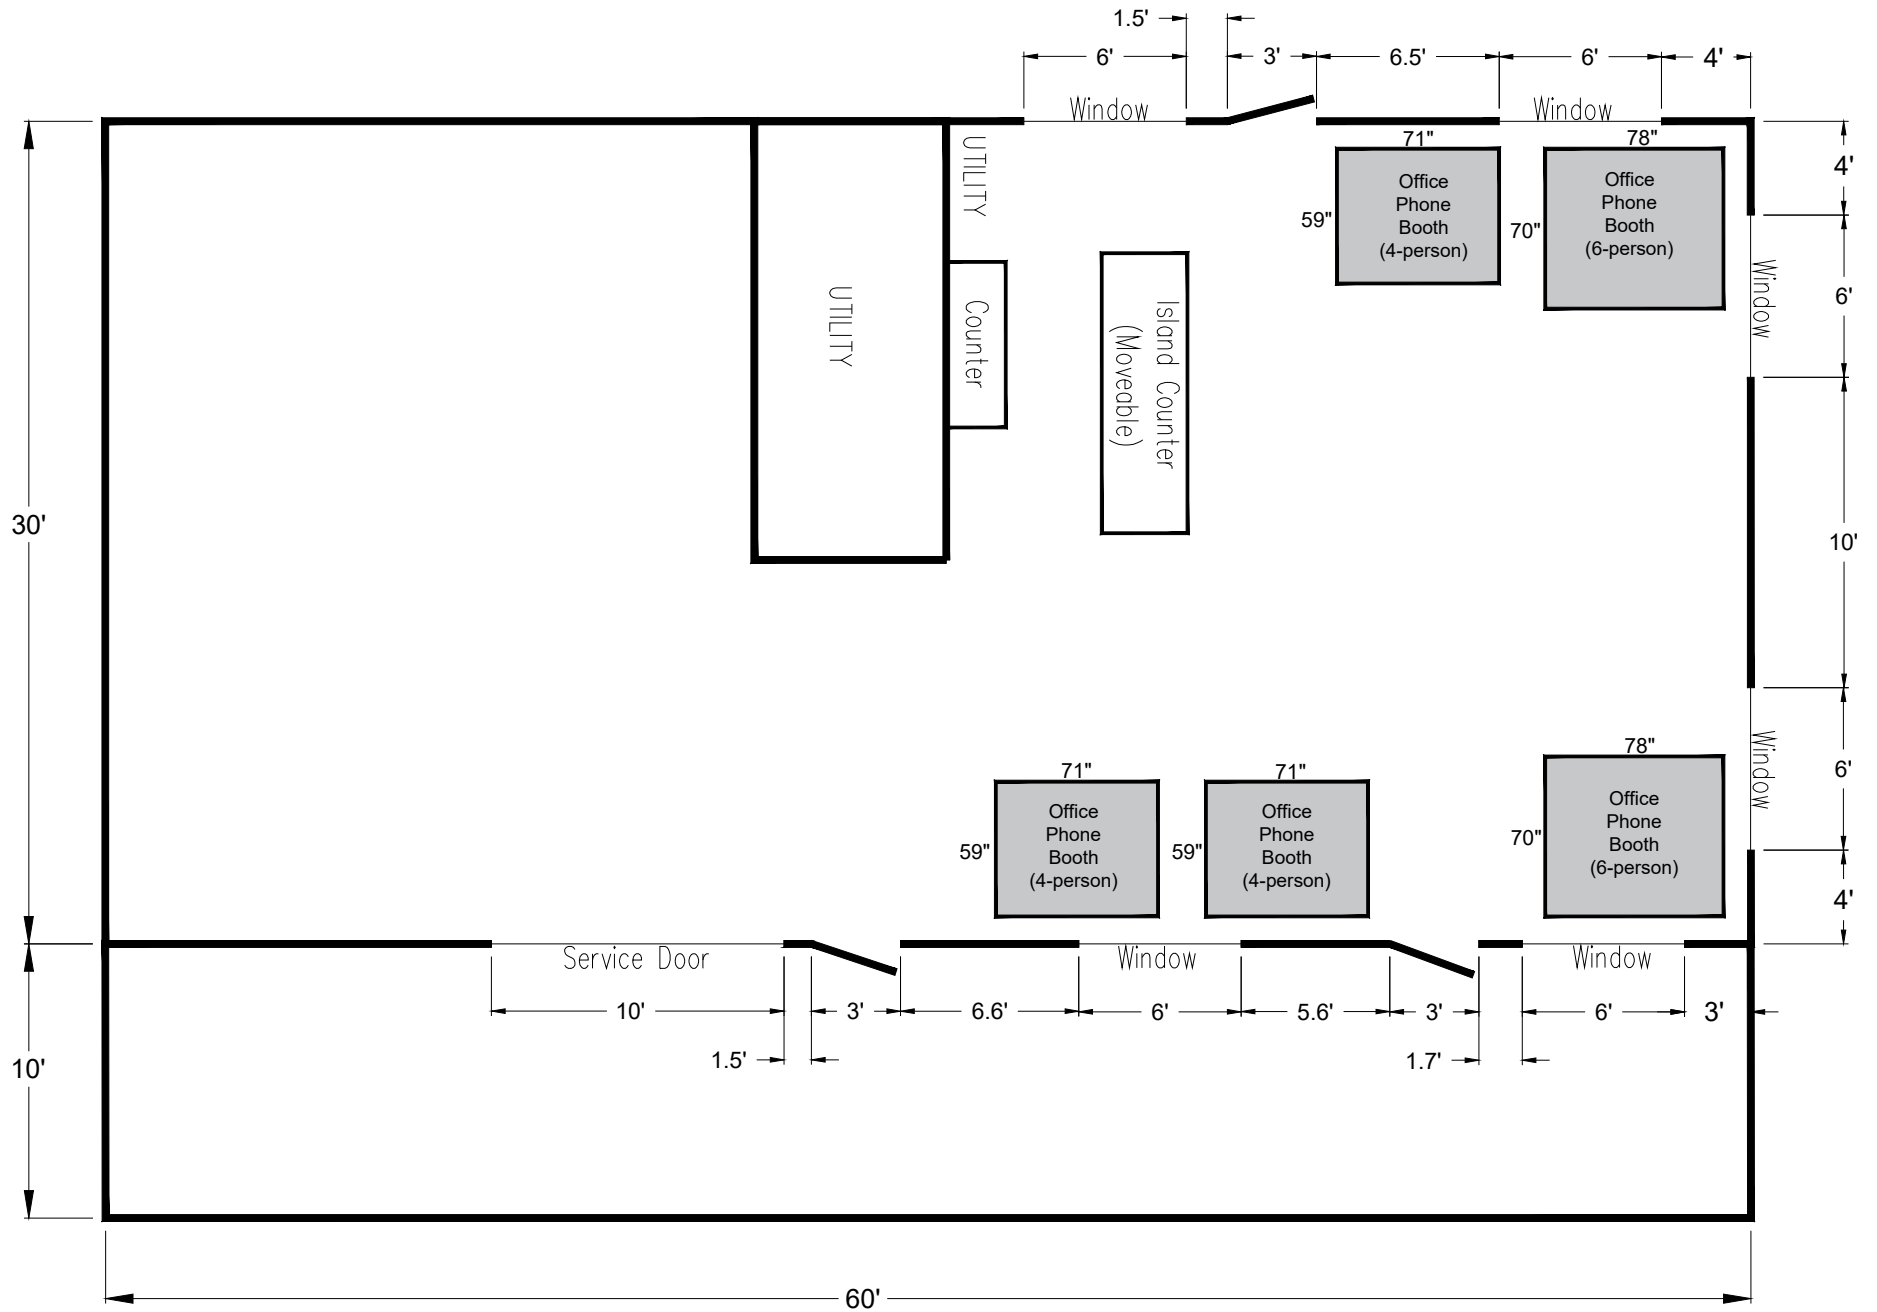 1.5'
6'
3'
6.5'
6'
4'
Window
Window
71"
78"
UTILITY
4'
Office
Phone
Booth
(4-person)
59"
Office
Phone
Booth
(6-person)
70"
UTILITY
Counter
Island Counter
(Moveable)
Window
6'
30'
10'
71"
71"
78"
Window
6'
Office
Phone
Booth
(4-person)
59"
Office
Phone
Booth
(4-person)
59"
Office
Phone
Booth
(6-person)
70"
4'
Service Door
Window
Window
10'
3'
6.6'
6'
5.6'
3'
6'
3'
1.5'
1.7'
10'
60'